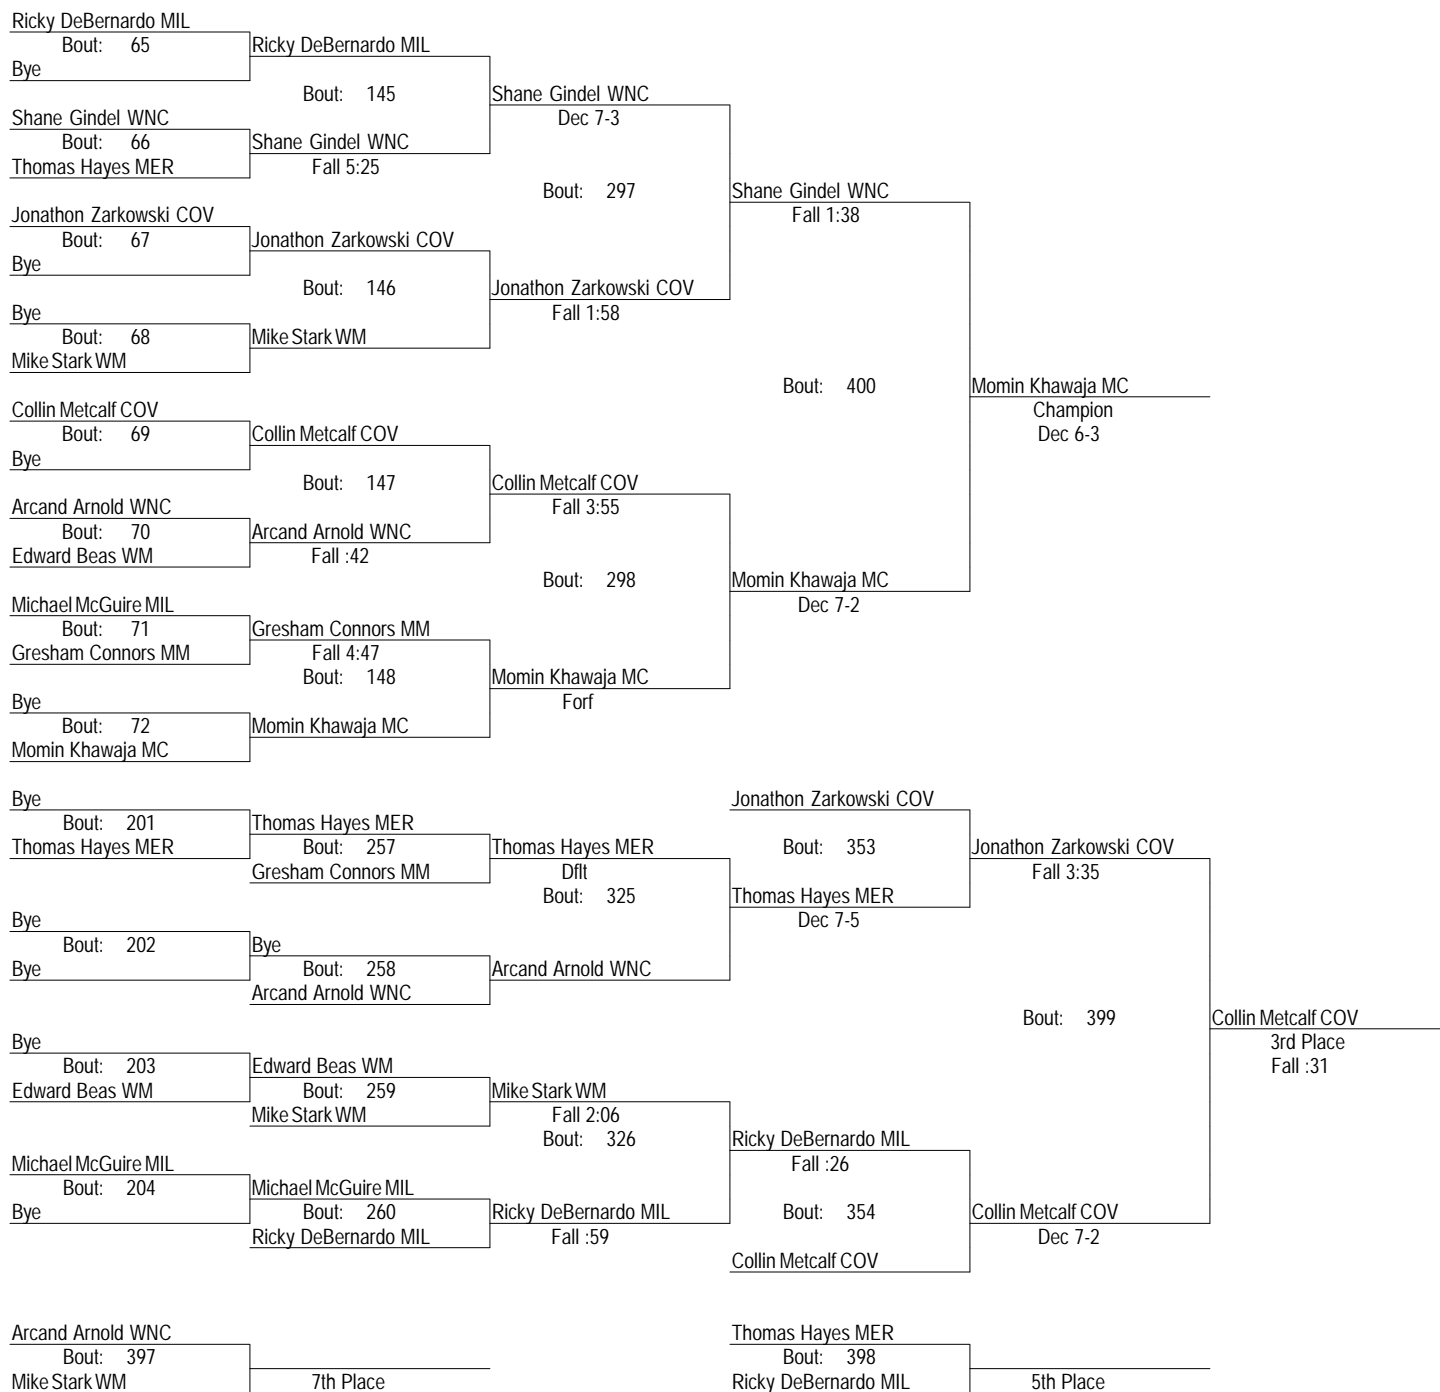 Ricky DeBernardo MIL
Bout: 65
Ricky DeBernardo MIL
Bye
Bout: 145
Shane Gindel WNC
Shane Gindel WNC
Dec 7-3
Bout: 66
Shane Gindel WNC
Thomas Hayes MER
Fall 5:25
Bout: 297
Shane Gindel WNC
Jonathon Zarkowski COV
Fall 1:38
Bout: 67
Jonathon Zarkowski COV
Bye
Bout: 146
Jonathon Zarkowski COV
Bye
Fall 1:58
Bout: 68
Mike Stark WM
Mike Stark WM
Bout: 400
Momin Khawaja MC
Collin Metcalf COV
Champion
Bout: 69
Collin Metcalf COV
Dec 6-3
Bye
Bout: 147
Collin Metcalf COV
Arcand Arnold WNC
Fall 3:55
Bout: 70
Arcand Arnold WNC
Edward Beas WM
Fall :42
Bout: 298
Momin Khawaja MC
Michael McGuire MIL
Dec 7-2
Bout: 71
Gresham Connors MM
Gresham Connors MM
Fall 4:47
Bout: 148
Momin Khawaja MC
Bye
Forf
Bout: 72
Momin Khawaja MC
Momin Khawaja MC
Bye
Jonathon Zarkowski COV
Bout: 201
Thomas Hayes MER
Thomas Hayes MER
Bout: 257
Thomas Hayes MER
Bout: 353
Jonathon Zarkowski COV
Gresham Connors MM
Dflt
Fall 3:35
Bout: 325
Thomas Hayes MER
Bye
Dec 7-5
Bout: 202
Bye
Bye
Bout: 258
Arcand Arnold WNC
Arcand Arnold WNC
Bout: 399
Collin Metcalf COV
Bye
3rd Place
Bout: 203
Edward Beas WM
Fall :31
Edward Beas WM
Bout: 259
Mike Stark WM
Mike Stark WM
Fall 2:06
Bout: 326
Ricky DeBernardo MIL
Michael McGuire MIL
Fall :26
Bout: 204
Michael McGuire MIL
Bye
Bout: 260
Ricky DeBernardo MIL
Bout: 354
Collin Metcalf COV
Ricky DeBernardo MIL
Fall :59
Dec 7-2
Collin Metcalf COV
Arcand Arnold WNC
Thomas Hayes MER
Bout: 397
Bout: 398
Mike Stark WM
7th Place
Ricky DeBernardo MIL
5th Place